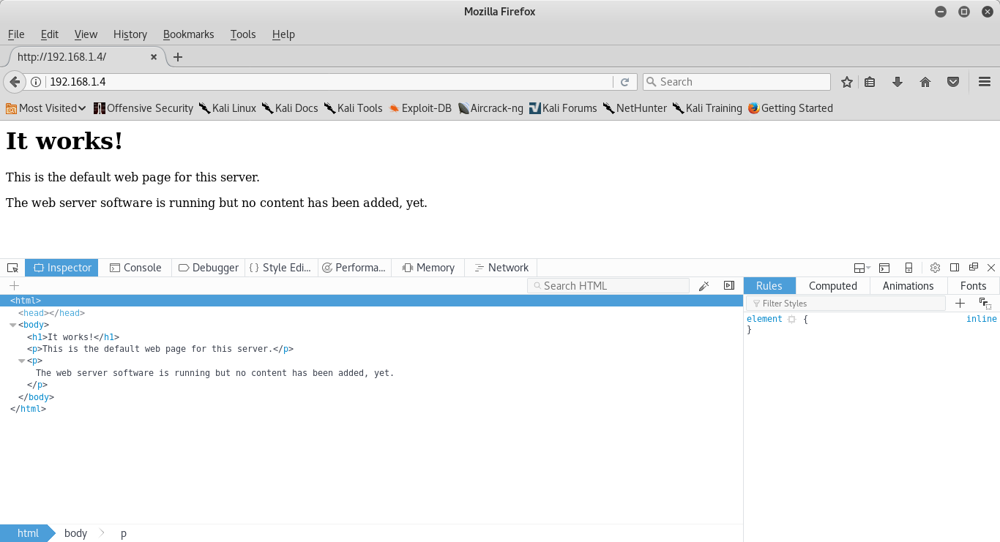 Mozilla Firefox
File Edit View History Bookmarks Tools Help
http://192.168.1.4/
192.168.1.4 Search
Most Visited Offensive Security Kali Linux Kali Docs Kali Tools Exploit-DB Aircrack-ng Kali Forums NetHunter Kali Training Getting Started
It works!
This is the default web page for this server.
The web server software is running but no content has been added, yet.
Inspector Console Debugger { } Style Edi... Performa... Memory Network
Search HTML Rules Computed Animations Fonts
<html>
Filter Styles
<head></head>
<body>
element { inline
}
<h1>It works!</h1>
<p>This is the default web page for this server.</p>
<p>
The web server software is running but no content has been added, yet.
</p>
</body>
</html>
html body p